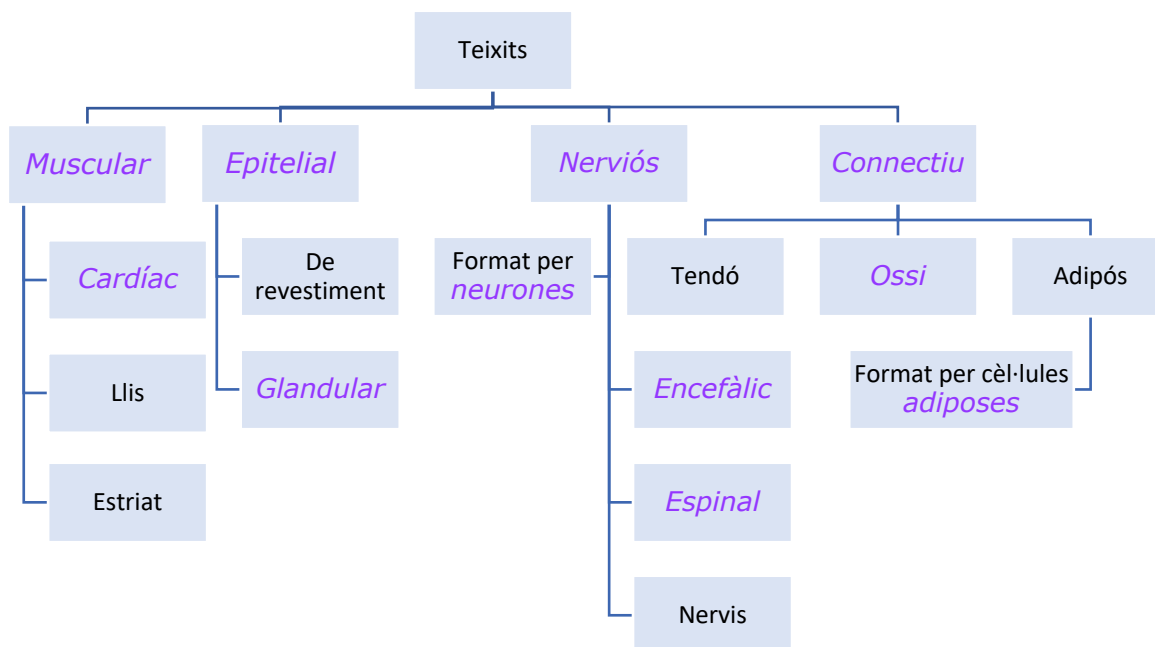 Teixits
Muscular
Epitelial
Nerviós
Connectiu
Cardíac
De
revestiment
Format per
neurones
Tendó
Ossi
Adipós
Llis
Glandular
Encefàlic
Format per cèl·lules
adiposes
Estriat
Espinal
Nervis